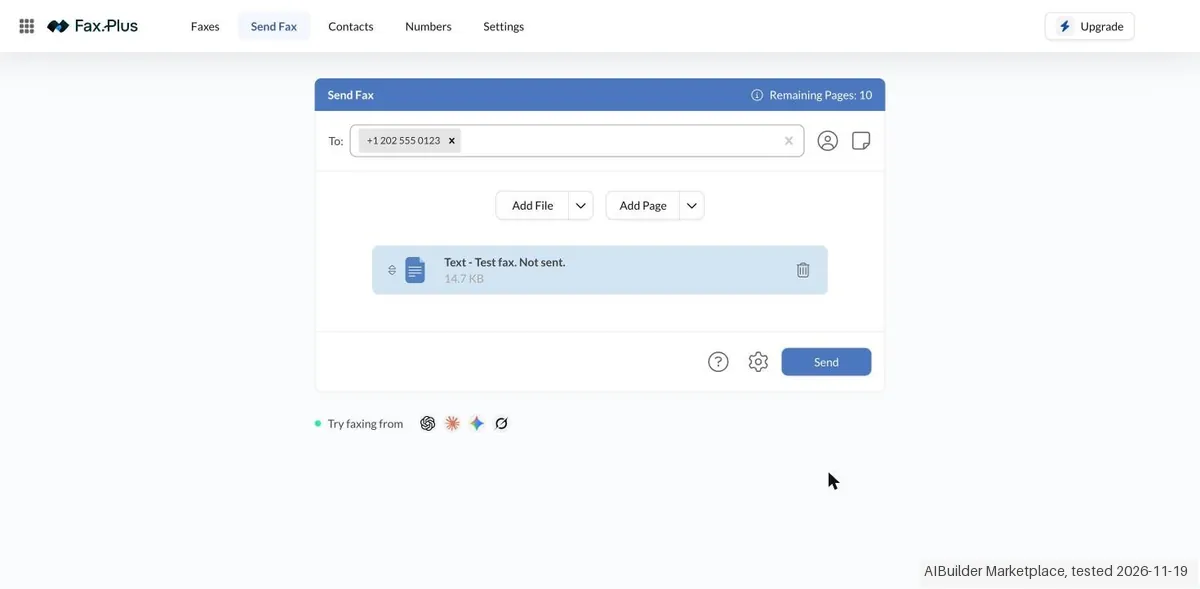 Fax.Plus
Faxes
Send Fax
Contacts
Numbers
Settings
Upgrade
Send Fax
Remaining Pages: 10
To:
+1 202 555 0123
Add File
Add Page
Text - Test fax. Not sent.
14.7 KB
Send
Try faxing from
AIBuilder Marketplace, tested 2026-11-19